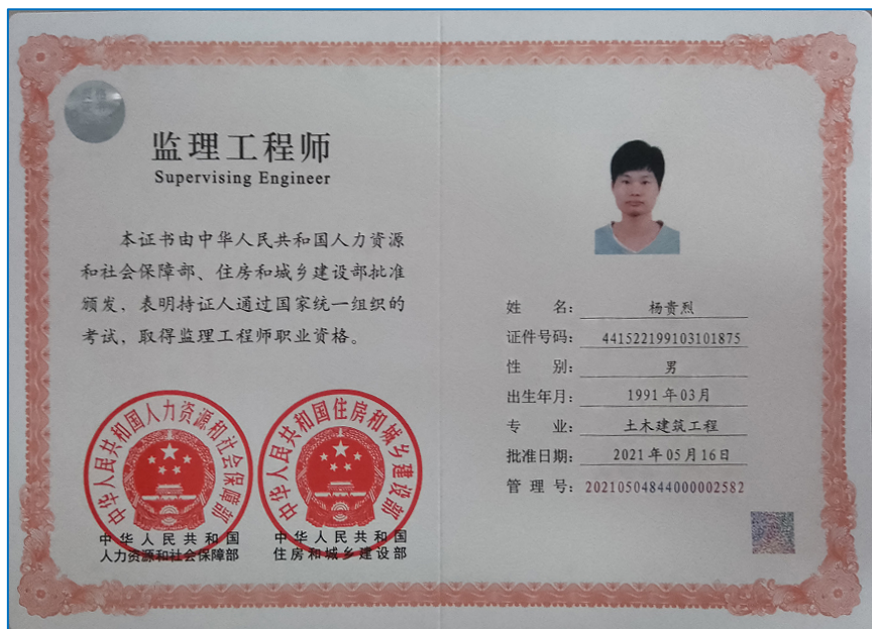 监理工程师
Supervising Engineer
本证书由中华人民共和国人力资源
和社会保障部、住房和城乡建设部批准
颁发，表明持证人通过国家统一组织的
考试，取得监理工程师职业资格。
中华人民共和国人力资源和社会保障部
中华人民共和国
人力资源和社会保障部
中华人民共和国住房和城乡建设部
中华人民共和国
住房和城乡建设部
姓 名： 杨贵烈
证件号码： 441522199103101875
性 别： 男
出生年月： 1991年03月
专 业： 土木建筑工程
批准日期： 2021年05月16日
管 理 号： 20210504844000002582